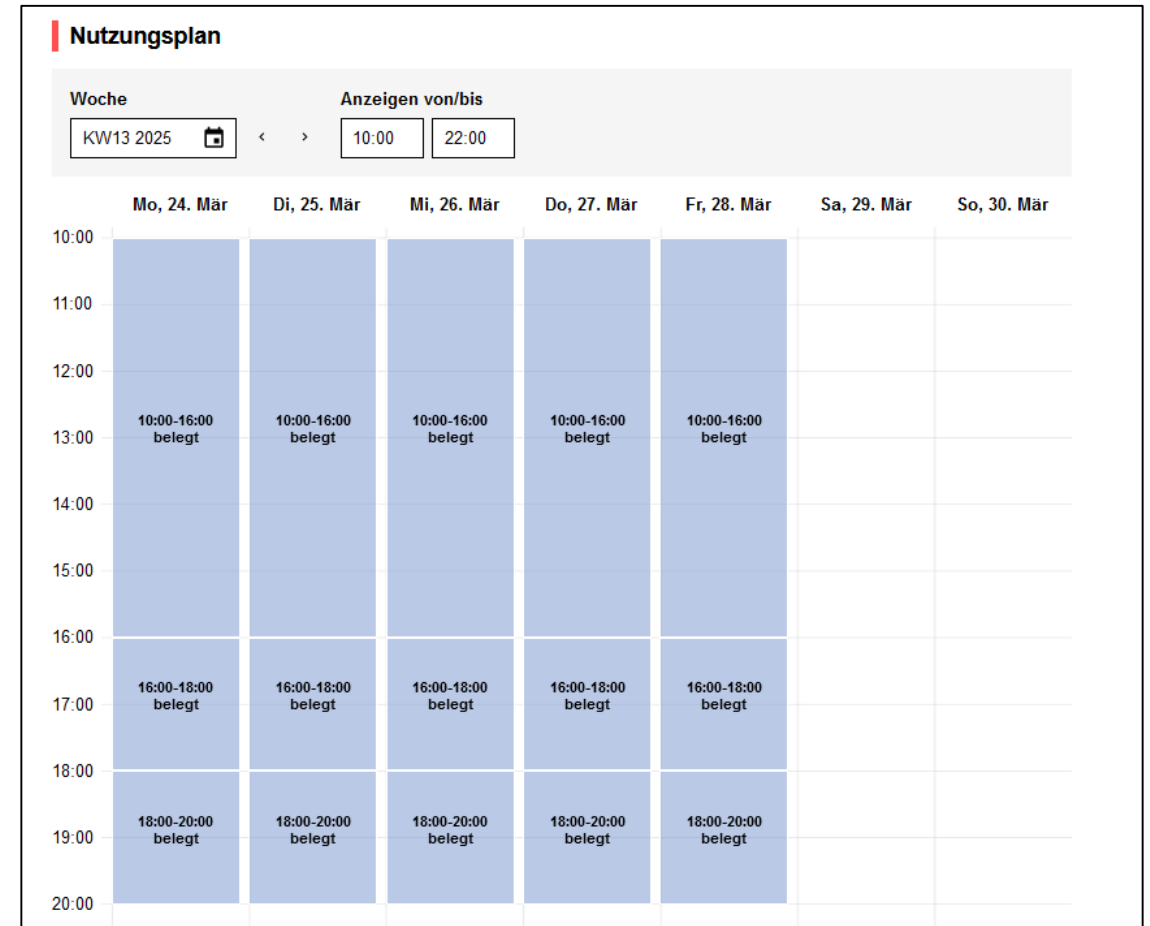 Nutzungsplan
Woche Anzeigen von/bis
KW13 2025 < > 10:00 22:00
Mo, 24. Mär Di, 25. Mär Mi, 26. Mär Do, 27. Mär Fr, 28. Mär Sa, 29. Mär So, 30. Mär
10:00
11:00
12:00
10:00-16:00 10:00-16:00 10:00-16:00 10:00-16:00 10:00-16:00
13:00 belegt belegt belegt belegt belegt
14:00
15:00
16:00
16:00-18:00 16:00-18:00 16:00-18:00 16:00-18:00 16:00-18:00
17:00 belegt belegt belegt belegt belegt
18:00
18:00-20:00 18:00-20:00 18:00-20:00 18:00-20:00 18:00-20:00
19:00 belegt belegt belegt belegt belegt
20:00